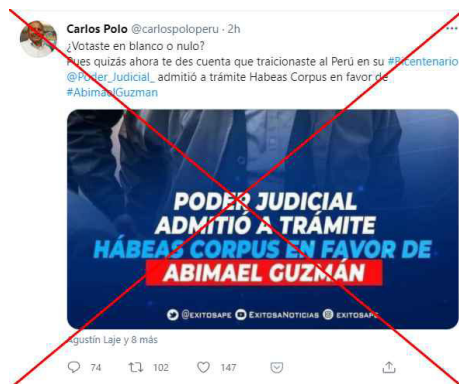 Carlos Polo @carlospoloperu · 2h
¿Votaste en blanco o nulo?
Pues quizás ahora te des cuenta que traicionaste al Perú en su #Bicentenario
@Poder_Judicial_ admitió a trámite Habeas Corpus en favor de
#AbimaelGuzman
PODER JUDICIAL
ADMITIÓ A TRÁMITE
HÁBEAS CORPUS EN FAVOR DE
ABIMAEL GUZMÁN
@EXITOSAPE EXITOSANOTICIAS EXITOSAPE
Agustín Laje y 8 más
74 102 147